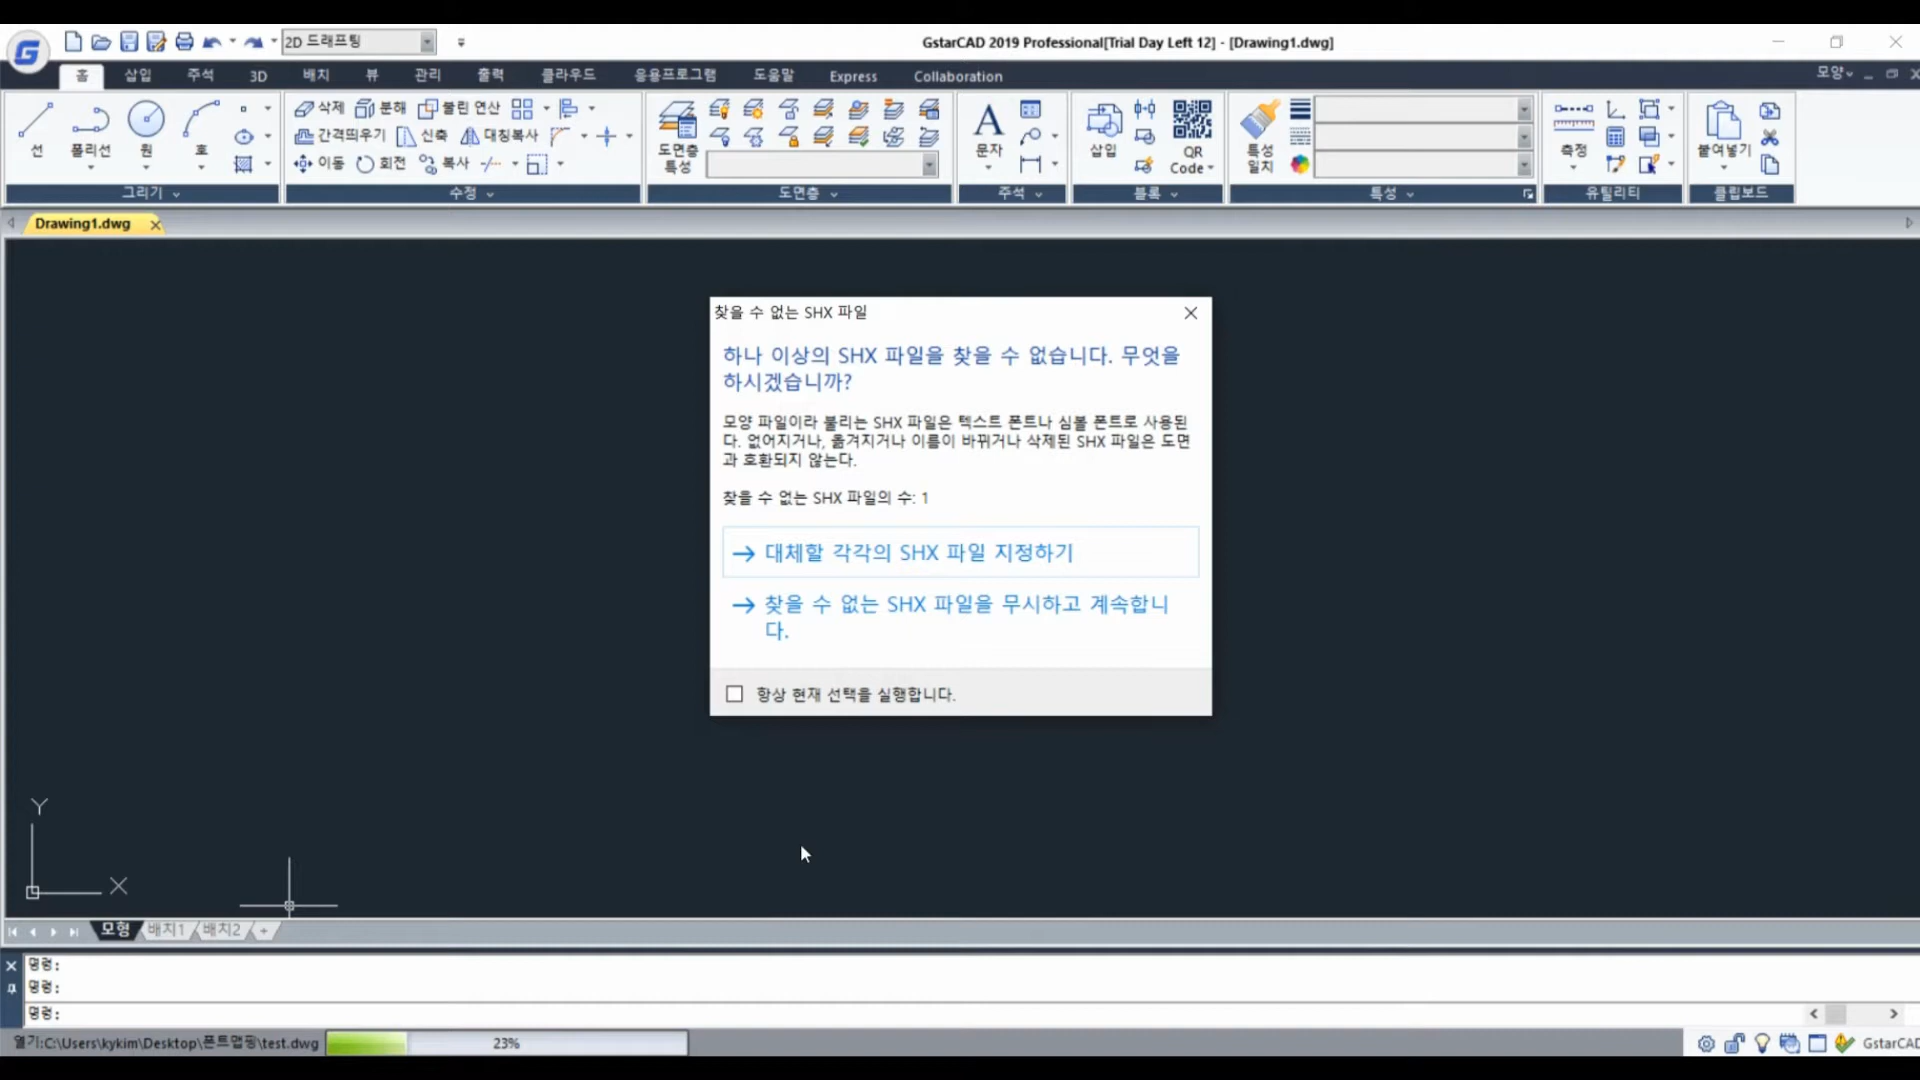 2D 드래프팅
GstarCAD 2019 Professional[Trial Day Left 12] - [Drawing1.dwg]
홈 삽입 주석 3D 배치 뷰 관리 출력 클라우드 응용프로그램 도움말 Express Collaboration 모양
선 폴리선 원 호
삭제 분해 불린 연산
간격띄우기 신축 대칭복사
이동 회전 복사
도면층 특성
문자
삽입
QR Code
특성 일치
측정
붙여넣기
그리기 수정 도면층 주석 블록 특성 유틸리티 클립보드
Drawing1.dwg
찾을 수 없는 SHX 파일
하나 이상의 SHX 파일을 찾을 수 없습니다. 무엇을
하시겠습니까?
모양 파일이라 불리는 SHX 파일은 텍스트 폰트나 심볼 폰트로 사용된
다. 없어지거나, 옮겨지거나 이름이 바뀌거나 삭제된 SHX 파일은 도면
과 호환되지 않는다.
찾을 수 없는 SHX 파일의 수: 1
대체할 각각의 SHX 파일 지정하기
찾을 수 없는 SHX 파일을 무시하고 계속합니
다.
항상 현재 선택을 실행합니다.
Y
X
모형 배치1 배치2 +
명령:
명령:
명령:
열기:C:\Users\kykim\Desktop\폰트맵핑\test.dwg 23% GstarCAD